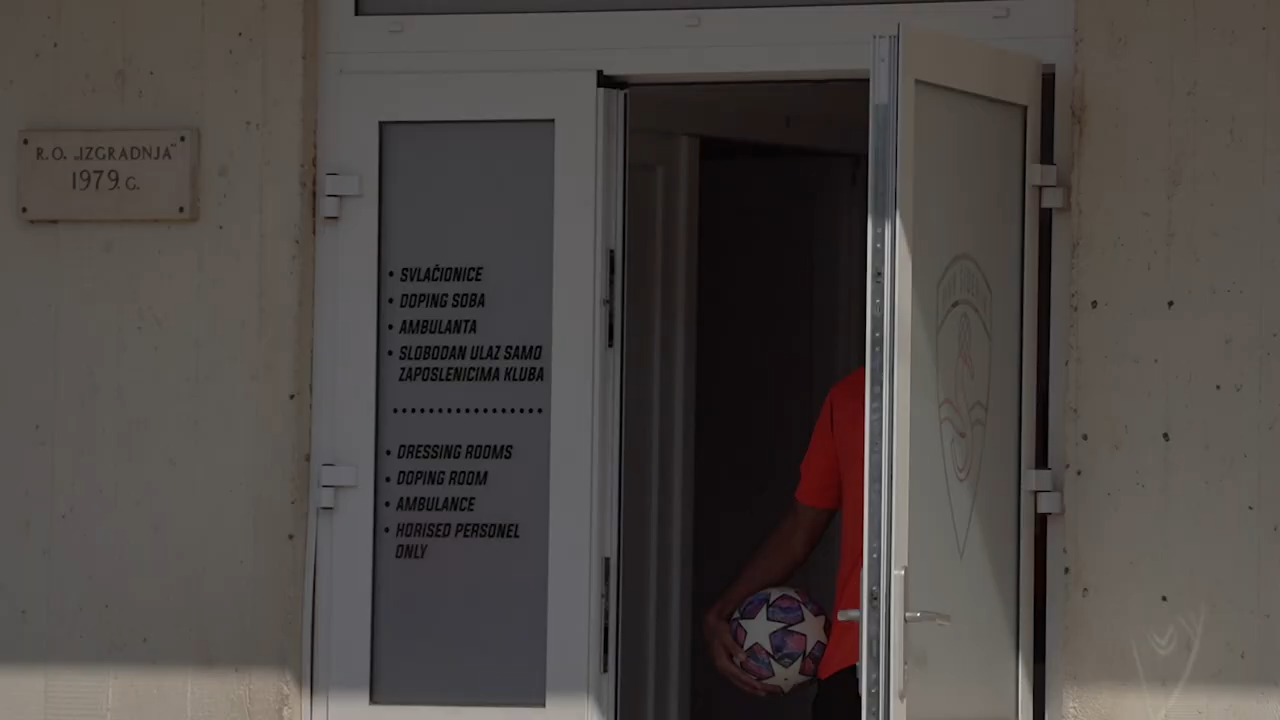 R.O. „IZGRADNJA"
1979.G.
• SVLAČIONICE
• DOPING SOBA
• AMBULANTA
• SLOBODAN ULAZ SAMO
ZAPOSLENICIMA KLUBA
• DRESSING ROOMS
• DOPING ROOM
• AMBULANCE
• HORISED PERSONEL
ONLY